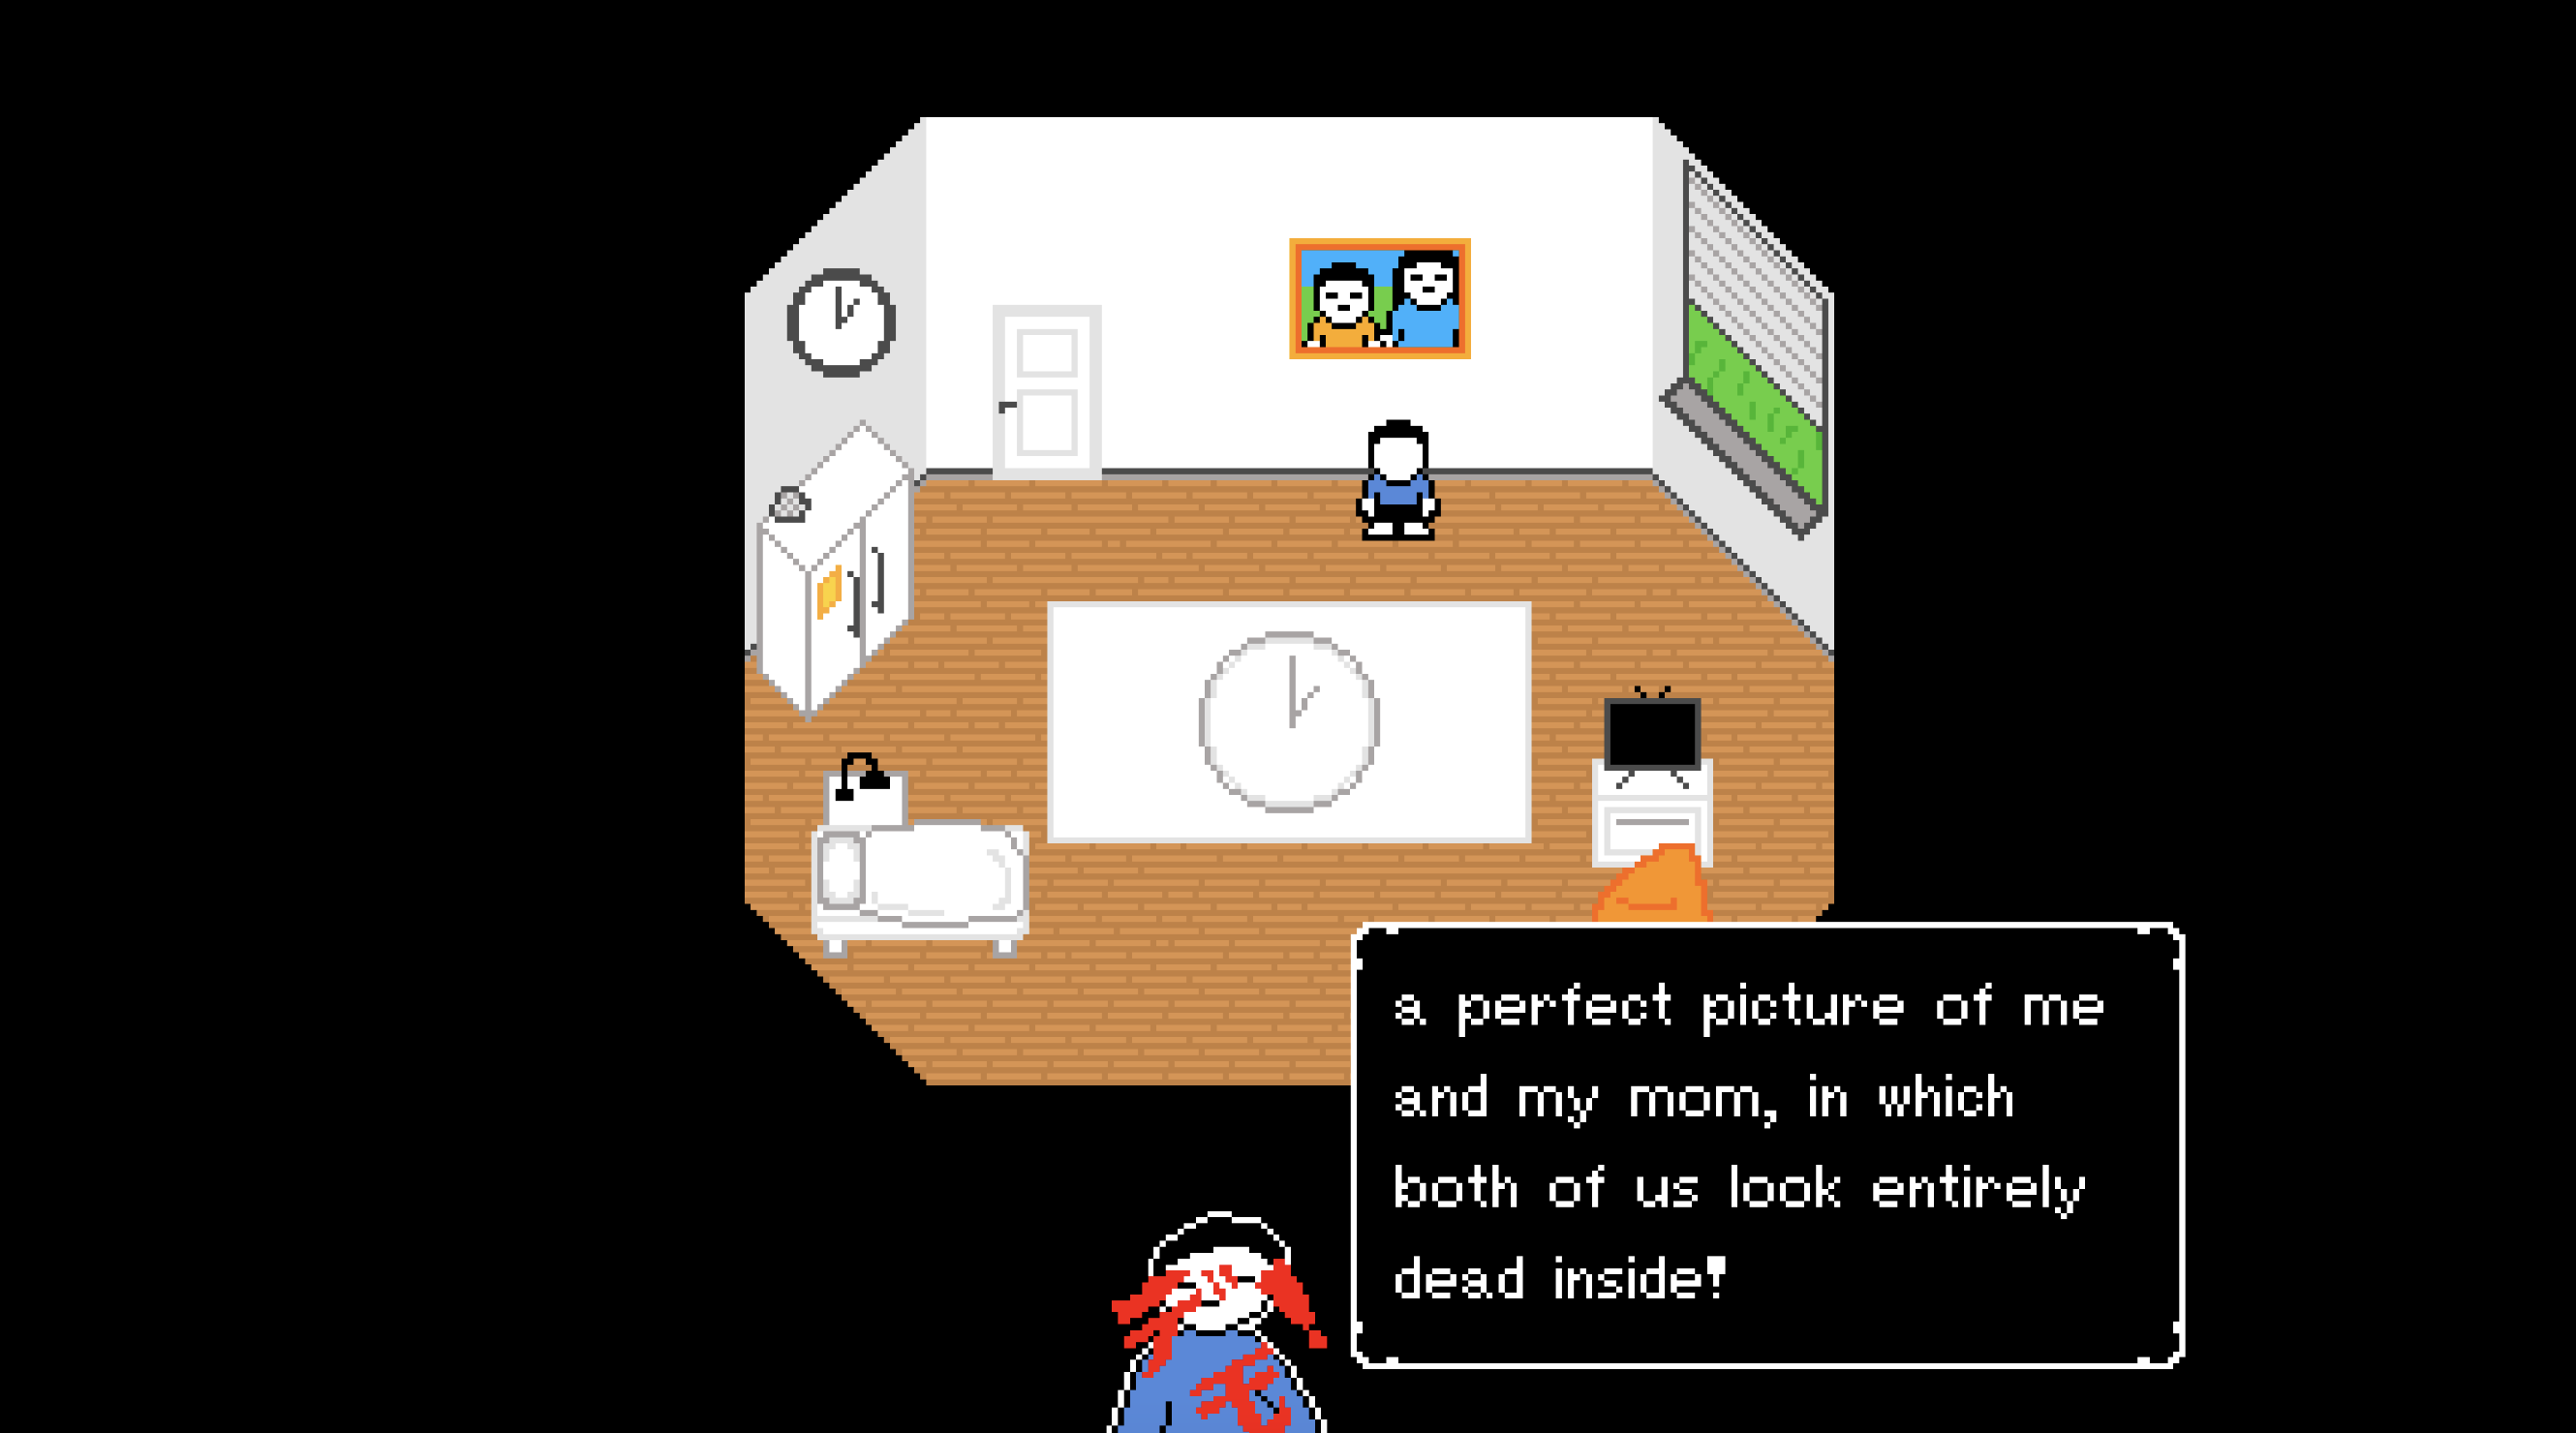 a perfect picture of me
and my mom, in which
both of us look entirely
dead inside!